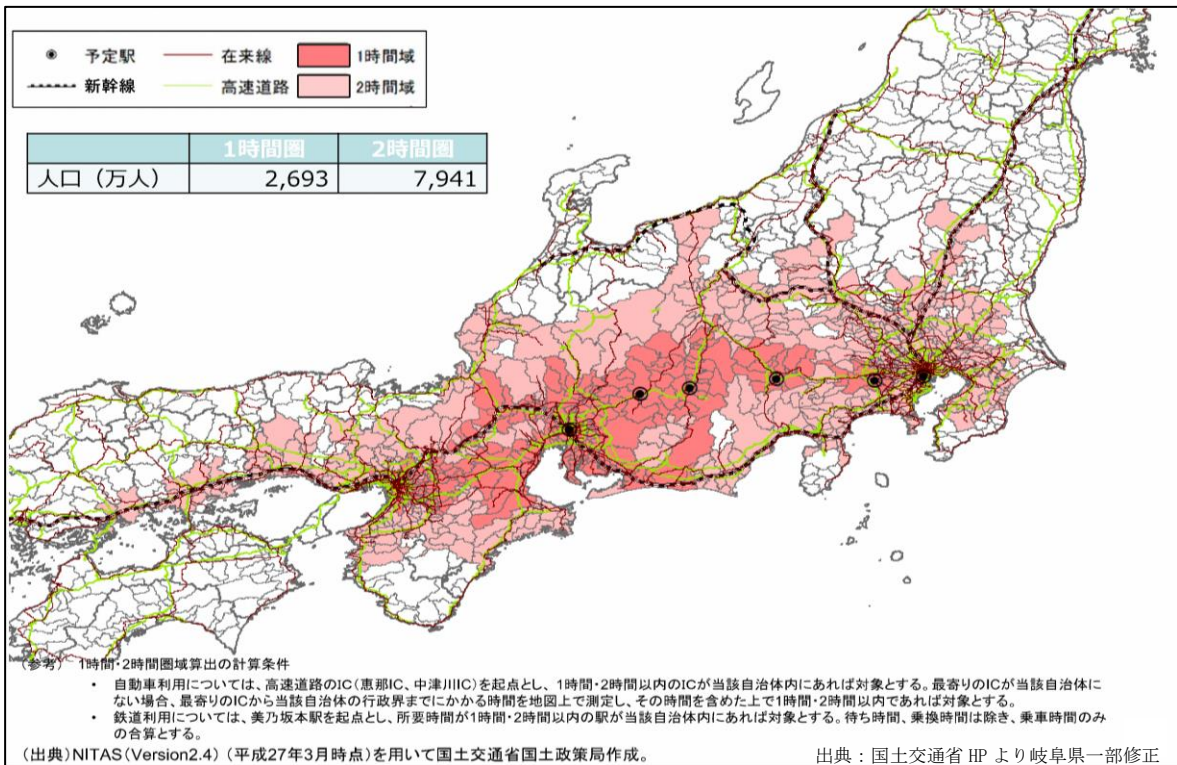 予定駅 在来線 1時間域
新幹線 高速道路 2時間域
1時間圏 2時間圏
人口（万人） 2,693 7,941
(参考) 1時間・2時間圏域算出の計算条件
• 自動車利用については、高速道路のIC(恵那IC、中津川IC)を起点とし、1時間・2時間以内のICが当該自治体内にあれば対象とする。最寄りのICが当該自治体に
ない場合、最寄りのICから当該自治体の行政界までにかかる時間を地図上で測定し、その時間を含めた上で1時間・2時間以内であれば対象とする。
• 鉄道利用については、美乃坂本駅を起点とし、所要時間が1時間・2時間以内の駅が当該自治体内にあれば対象とする。待ち時間、乗換時間は除き、乗車時間のみ
の合算とする。
(出典)NITAS(Version2.4) (平成27年3月時点)を用いて国土交通省国土政策局作成。
出典：国土交通省 HP より岐阜県一部修正